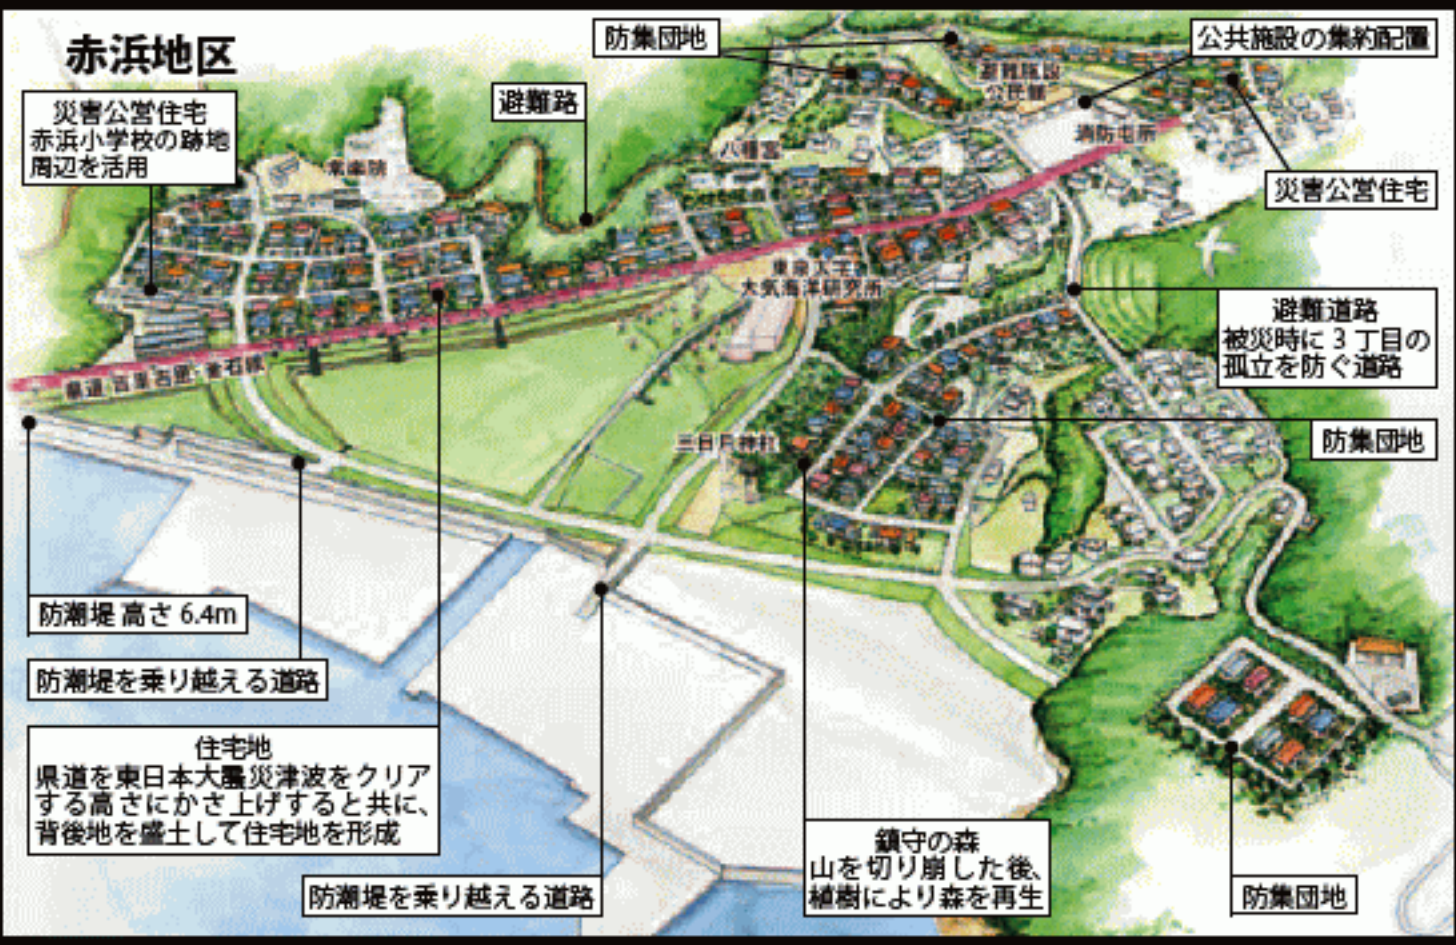 赤浜地区
防集団地
公共施設の集約配置
災害公営住宅
赤浜小学校の跡地
周辺を活用
避難路
避難施設
公民館
消防屯所
八幡宮
災害公営住宅
東京大学
大気海洋研究所
避難道路
被災時に3丁目の
孤立を防ぐ道路
県道 吉里吉里・釜石線
三日月神社
防集団地
防潮堤 高さ 6.4m
防潮堤を乗り越える道路
住宅地
県道を東日本大震災津波をクリア
する高さにかさ上げすると共に、
背後地を盛土して住宅地を形成
防潮堤を乗り越える道路
鎮守の森
山を切り崩した後、
植樹により森を再生
防集団地